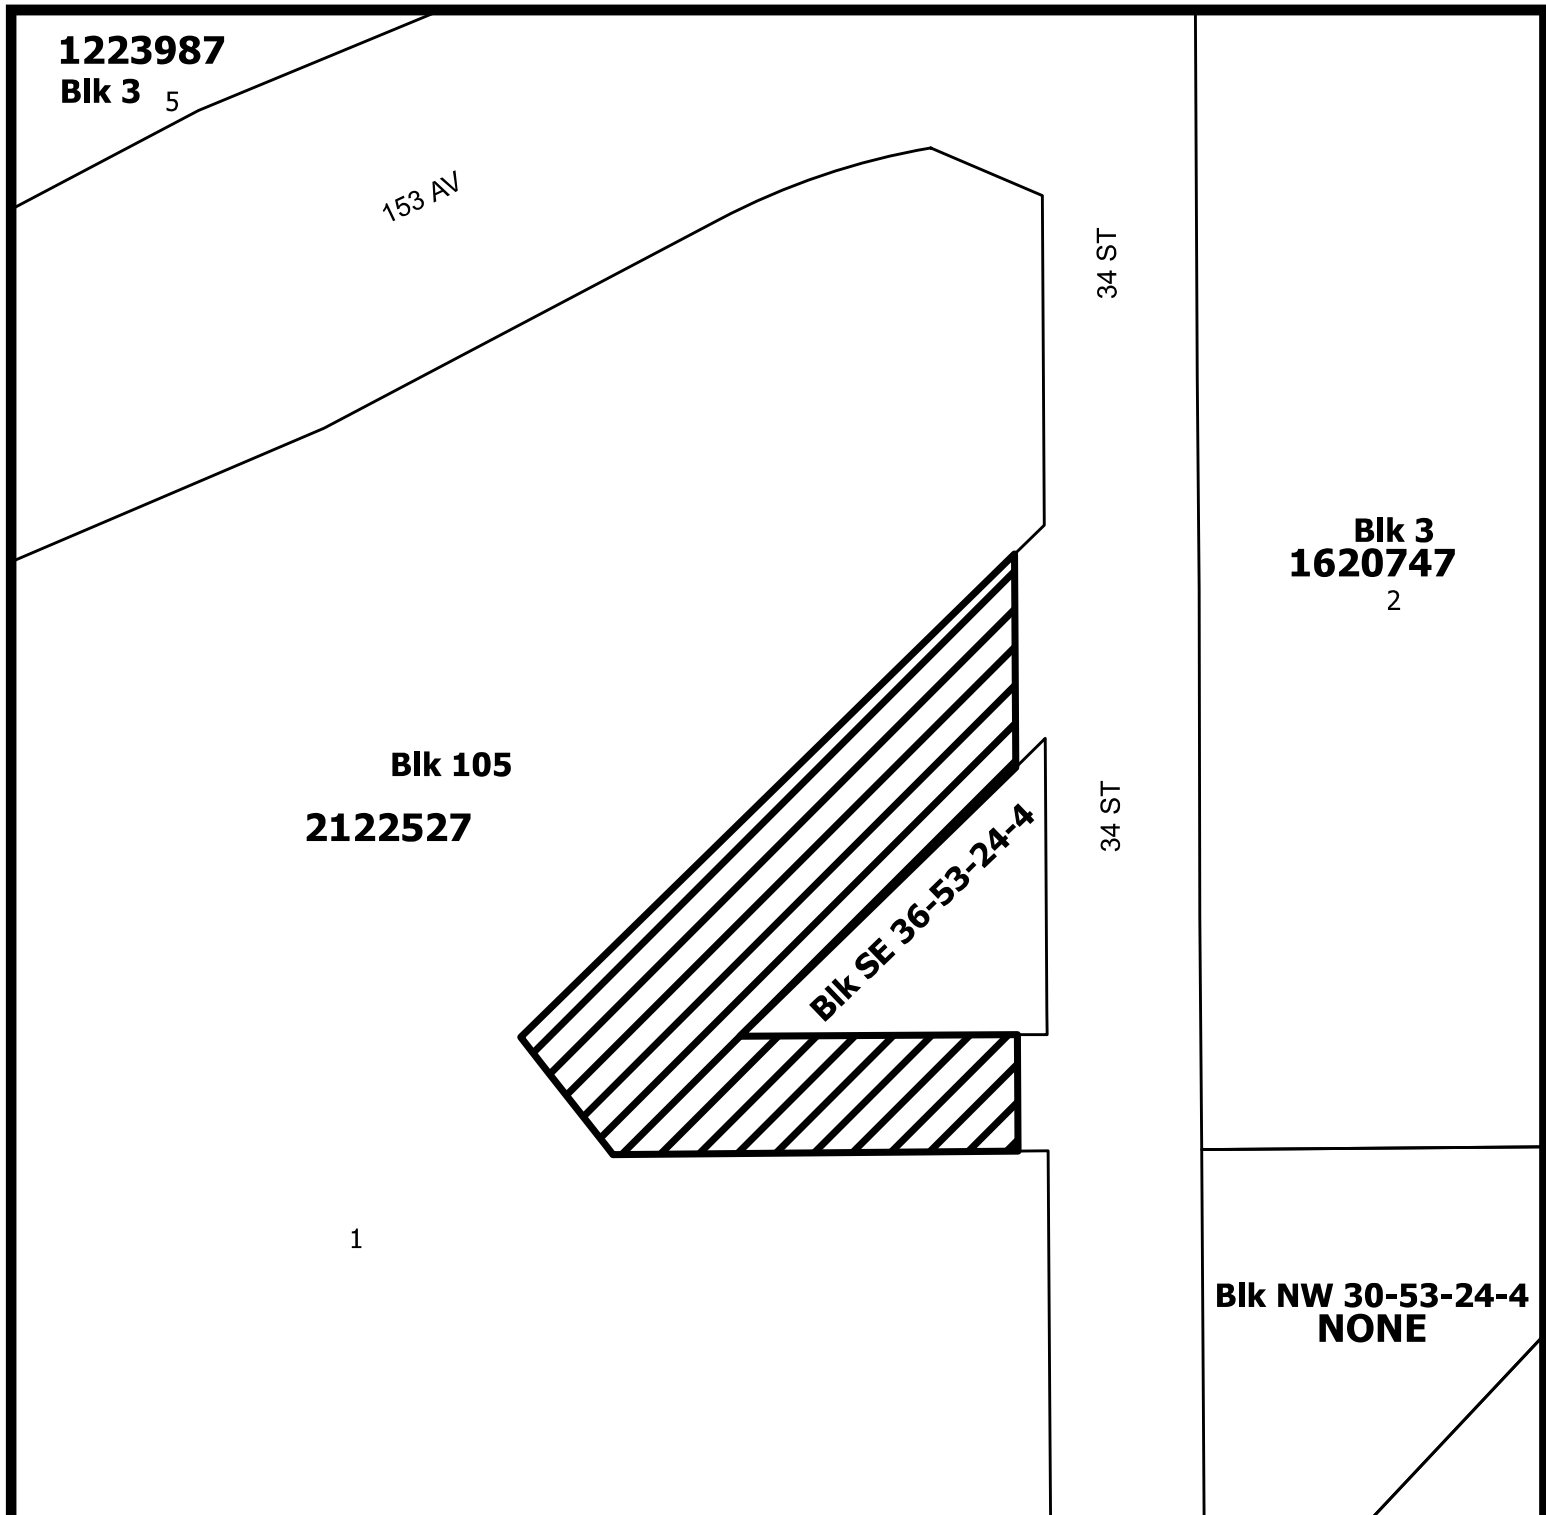 1223987
Blk 3 5
153 AV
34 ST
Blk 3
1620747
2
Blk 105
2122527
34 ST
Blk SE 36-53-24-4
1
Blk NW 30-53-24-4
NONE